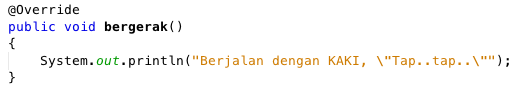 @Override
public void bergerak()
{
    System.out.println("Berjalan dengan KAKI, \"Tap..tap..\"");
}